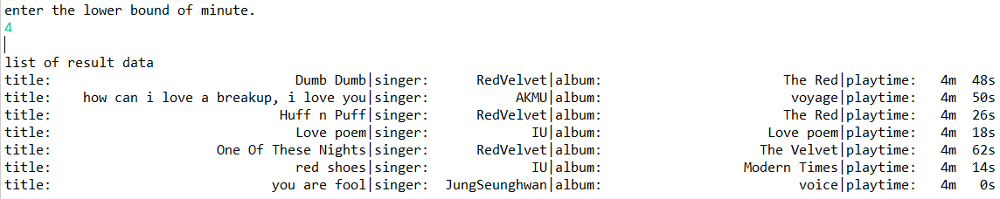 enter the lower bound of minute.
4
list of result data
title: Dumb Dumb|singer: RedVelvet|album: The Red|playtime: 4m 48s
title: how can i love a breakup, i love you|singer: AKMU|album: voyage|playtime: 4m 50s
title: Huff n Puff|singer: RedVelvet|album: The Red|playtime: 4m 26s
title: Love poem|singer: IU|album: Love poem|playtime: 4m 18s
title: One Of These Nights|singer: RedVelvet|album: The Velvet|playtime: 4m 62s
title: red shoes|singer: IU|album: Modern Times|playtime: 4m 14s
title: you are fool|singer: JungSeunghwan|album: voice|playtime: 4m 0s